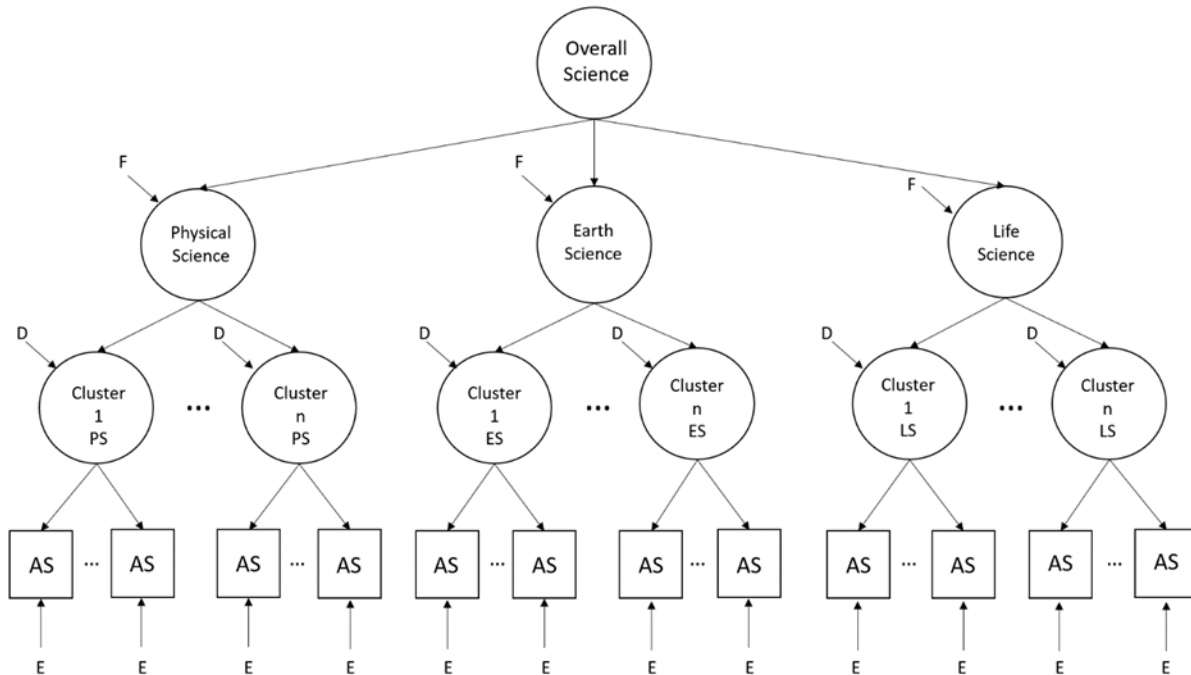 Overall
Science
F
F
F
Physical
Science
Earth
Science
Life
Science
D
D
D
D
D
D
Cluster
1
PS
...
Cluster
n
PS
Cluster
1
ES
...
Cluster
n
ES
Cluster
1
LS
...
Cluster
n
LS
AS ... AS AS ... AS AS ... AS AS ... AS AS ... AS AS ... AS
E E E E E E E E E E E E